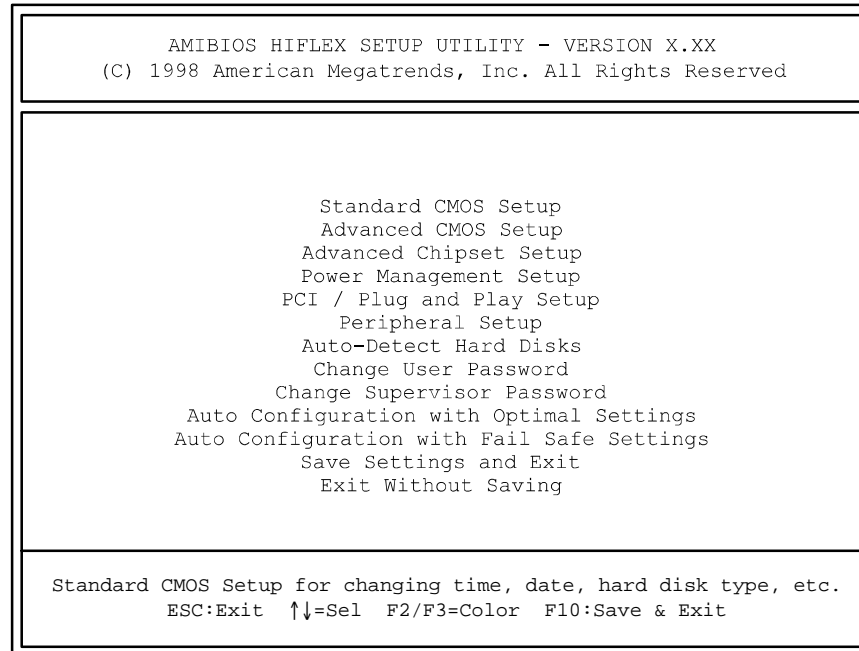 AMIBIOS HIFLEX SETUP UTILITY - VERSION X.XX
(C) 1998 American Megatrends, Inc. All Rights Reserved
Standard CMOS Setup
Advanced CMOS Setup
Advanced Chipset Setup
Power Management Setup
PCI / Plug and Play Setup
Peripheral Setup
Auto-Detect Hard Disks
Change User Password
Change Supervisor Password
Auto Configuration with Optimal Settings
Auto Configuration with Fail Safe Settings
Save Settings and Exit
Exit Without Saving
Standard CMOS Setup for changing time, date, hard disk type, etc.
ESC:Exit ↑↓=Sel F2/F3=Color F10:Save & Exit